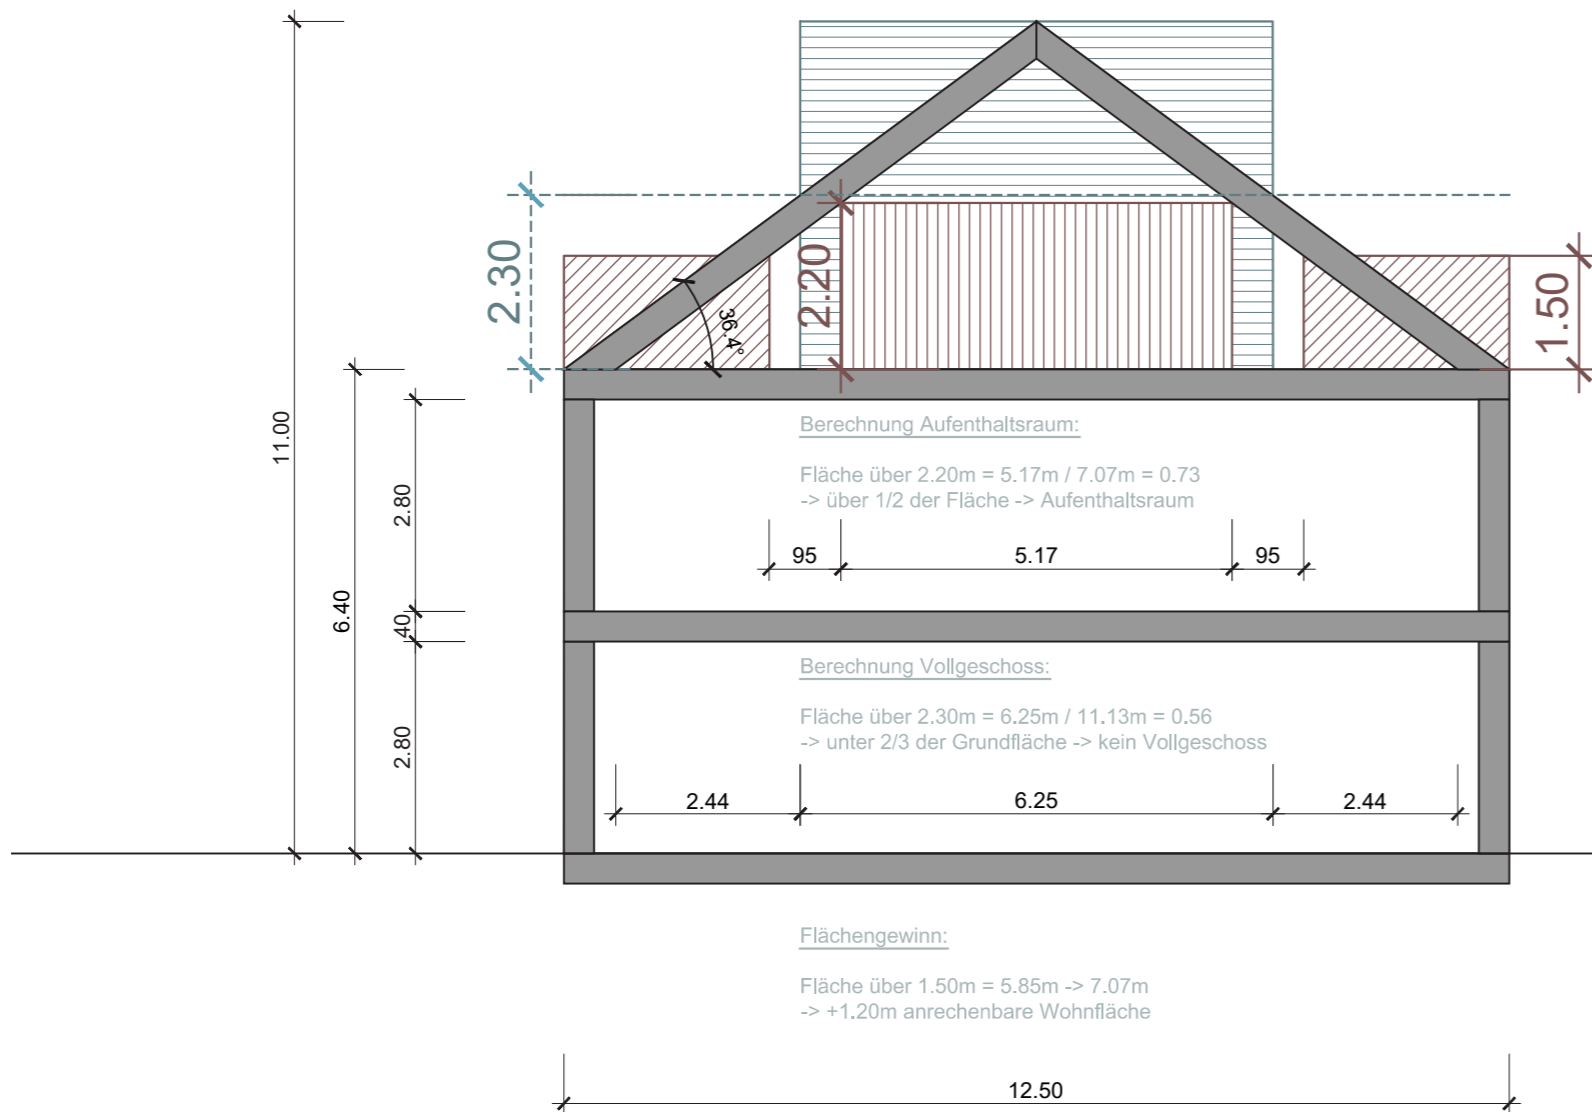 11.00
6.40
2.80
40
2.80
2.30
2.20
1.50
36.4°
Berechnung Aufenthaltsraum:
Fläche über 2.20m = 5.17m / 7.07m = 0.73
-> über 1/2 der Fläche -> Aufenthaltsraum
95 5.17 95
Berechnung Vollgeschoss:
Fläche über 2.30m = 6.25m / 11.13m = 0.56
-> unter 2/3 der Grundfläche -> kein Vollgeschoss
2.44 6.25 2.44
Flächengewinn:
Fläche über 1.50m = 5.85m -> 7.07m
-> +1.20m anrechenbare Wohnfläche
12.50